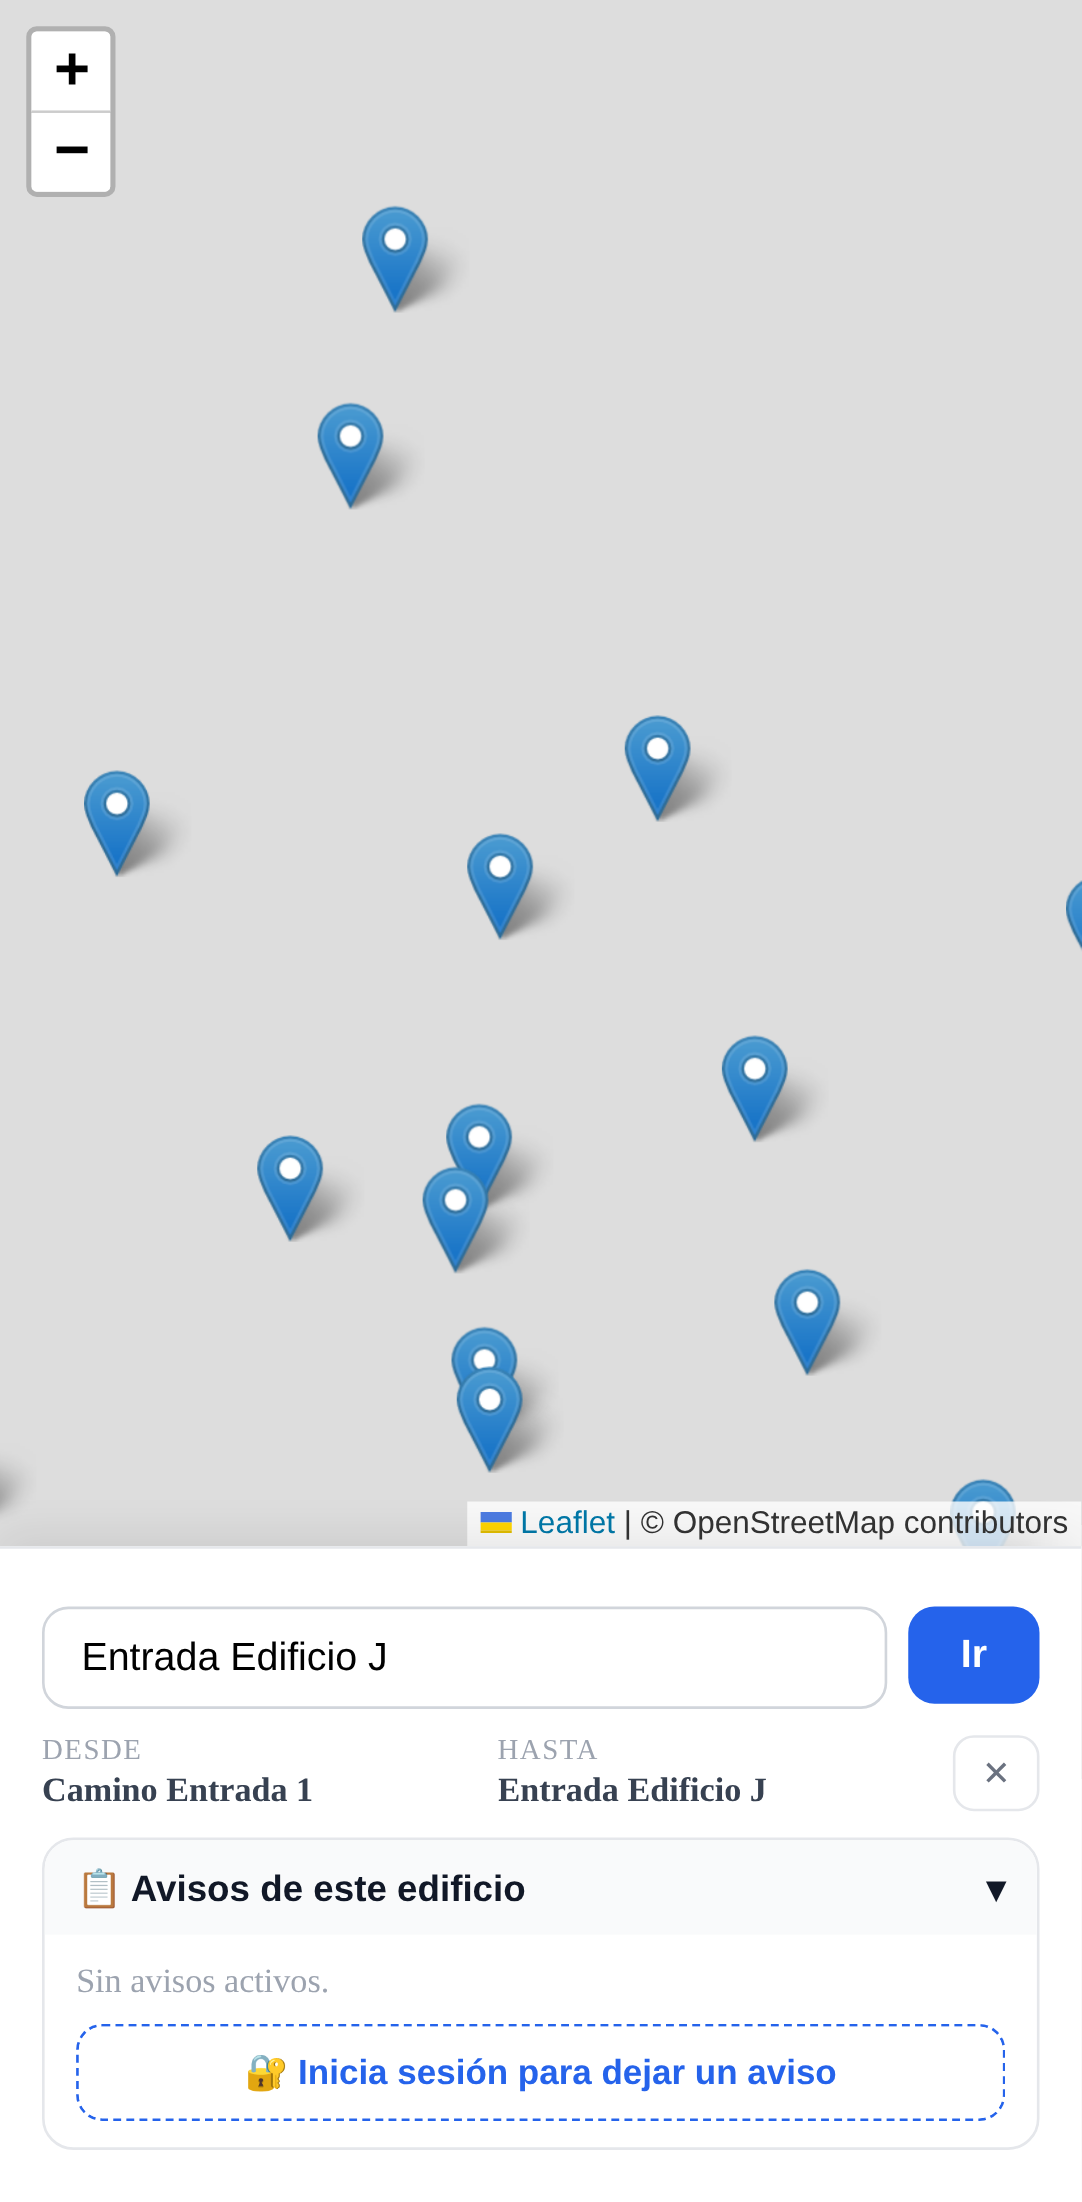 +
−
Leaflet | © OpenStreetMap contributors
Entrada Edificio J
Ir
DESDE
Camino Entrada 1
HASTA
Entrada Edificio J
✕
📋 Avisos de este edificio ▼
Sin avisos activos.
🔐 Inicia sesión para dejar un aviso